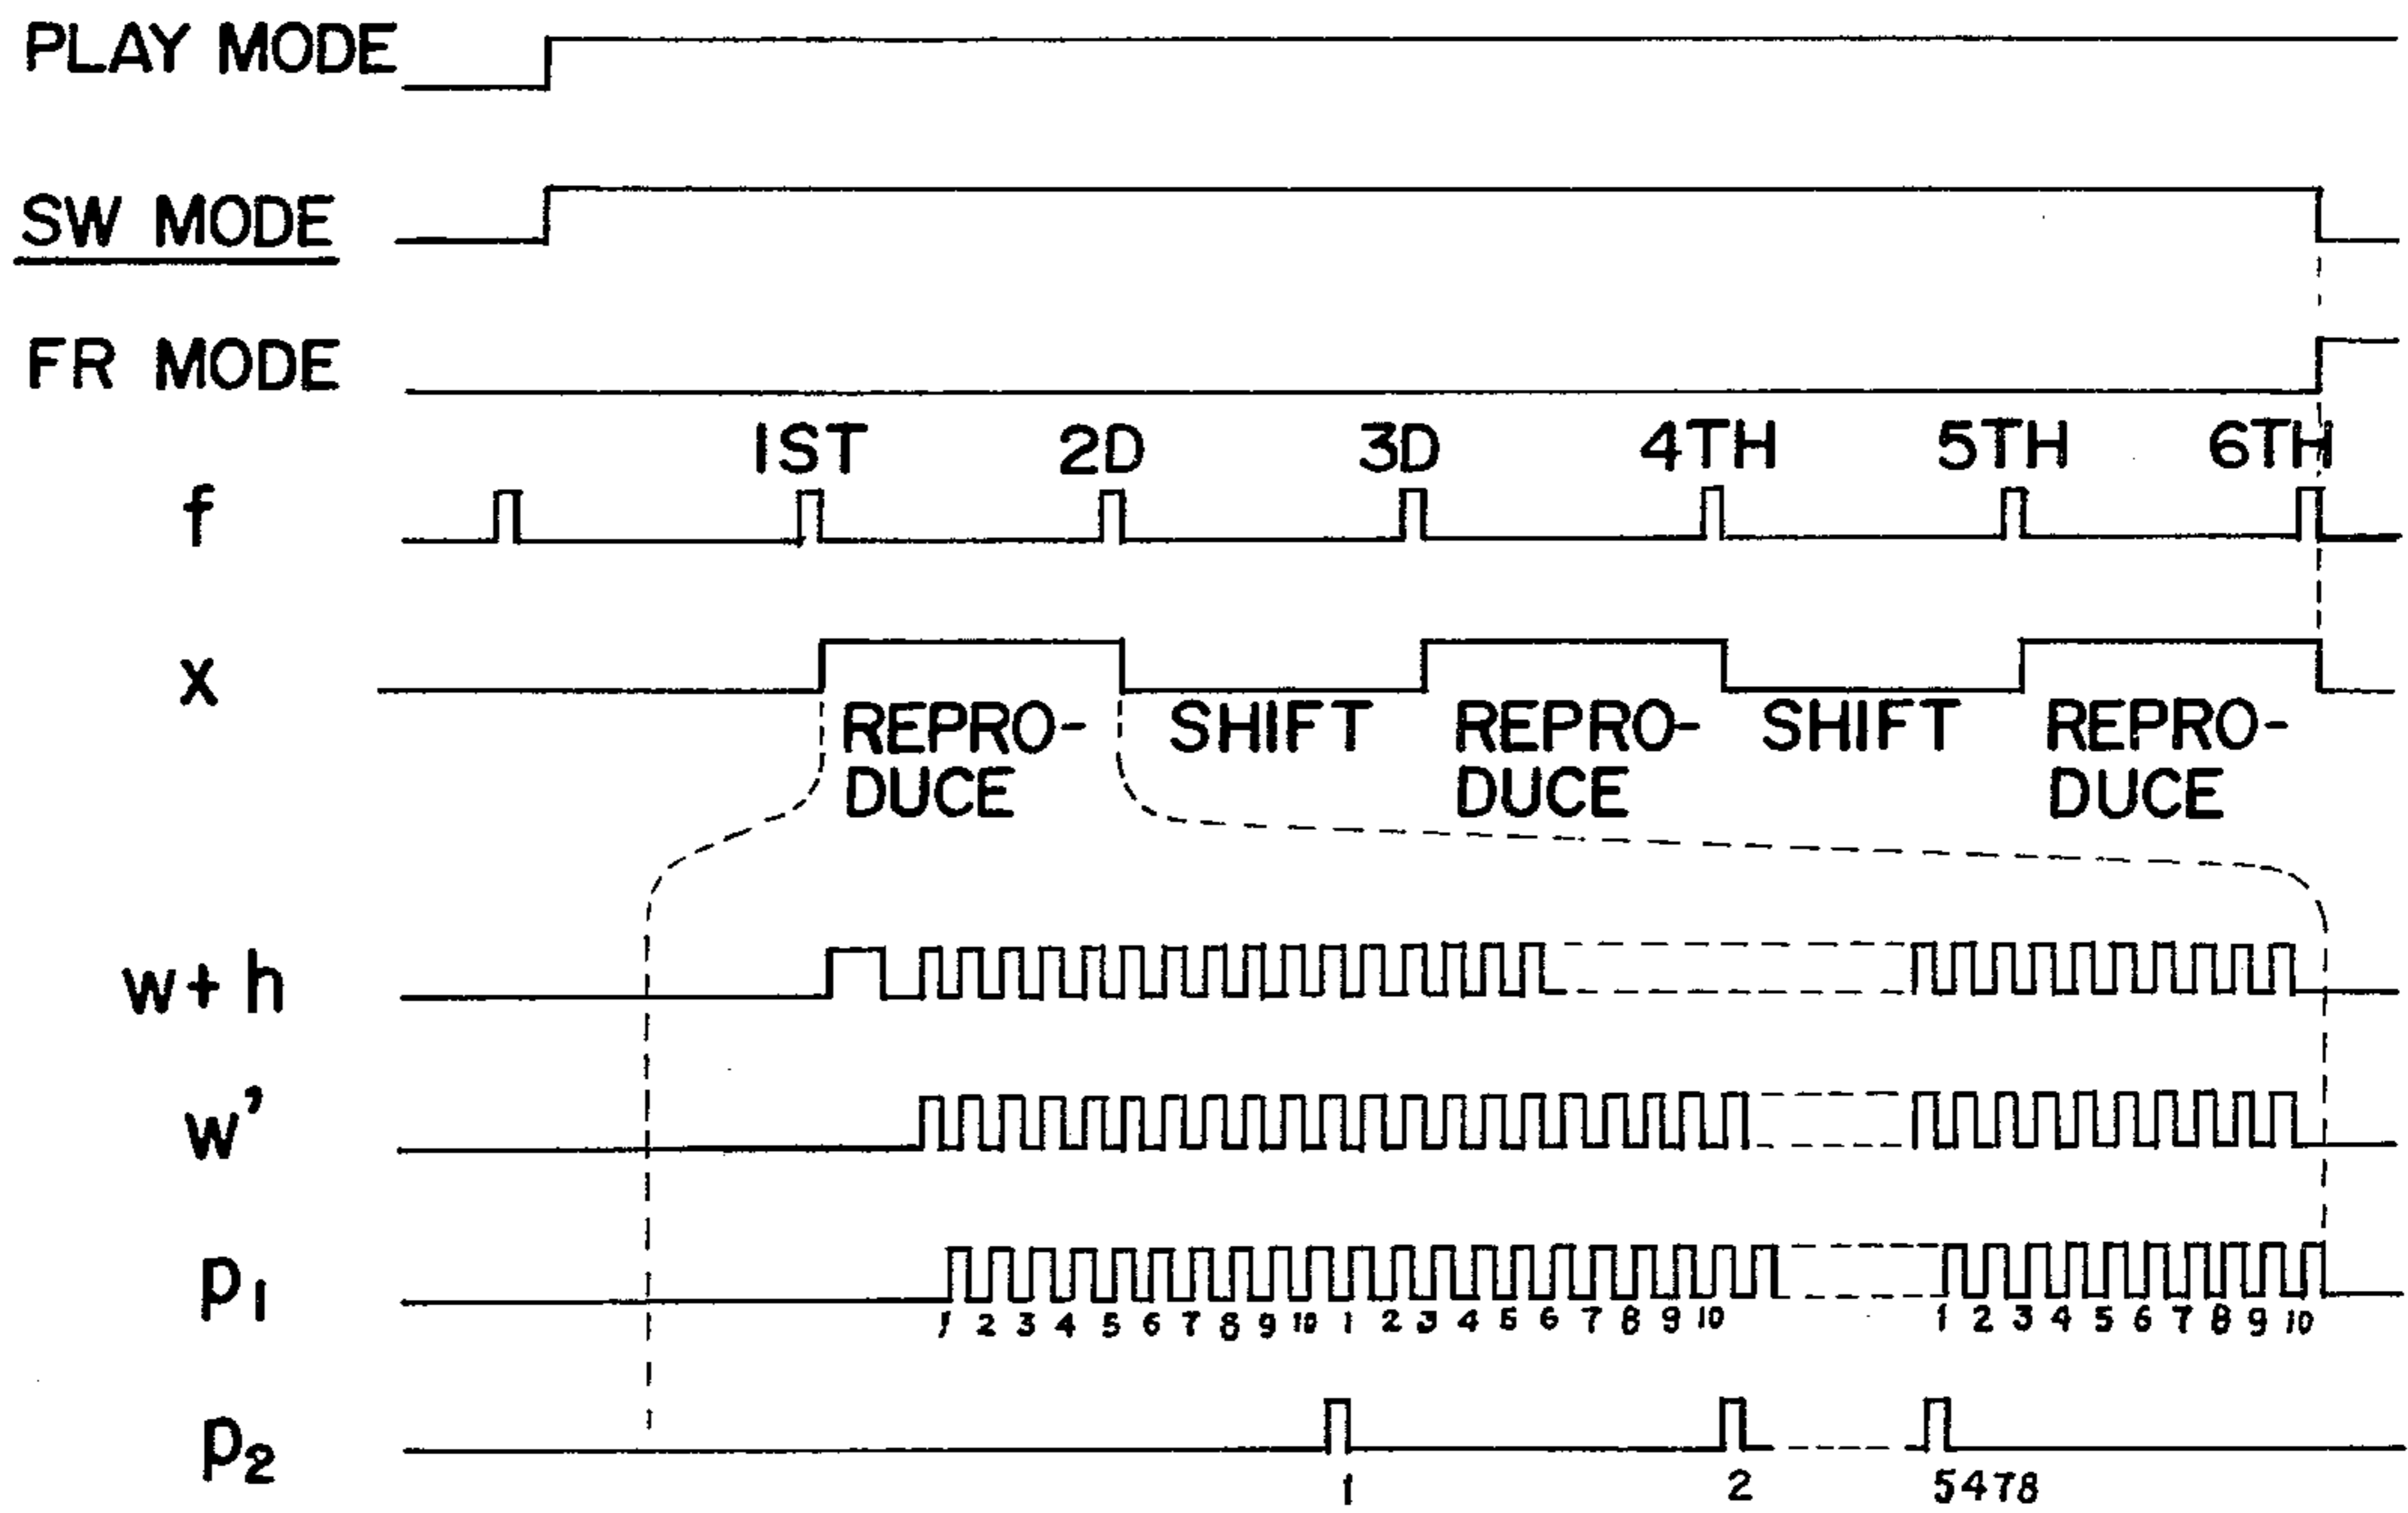 PLAY MODE
SW MODE
FR MODE
1ST 2D 3D 4TH 5TH 6TH
f
x
REPRO- SHIFT REPRO- SHIFT REPRO-
DUCE DUCE DUCE
w+h
w'
p1
1 2 3 4 5 6 7 8 9 10 1 2 3 4 5 6 7 8 9 10 1 2 3 4 5 6 7 8 9 10
p2
1 2 5478